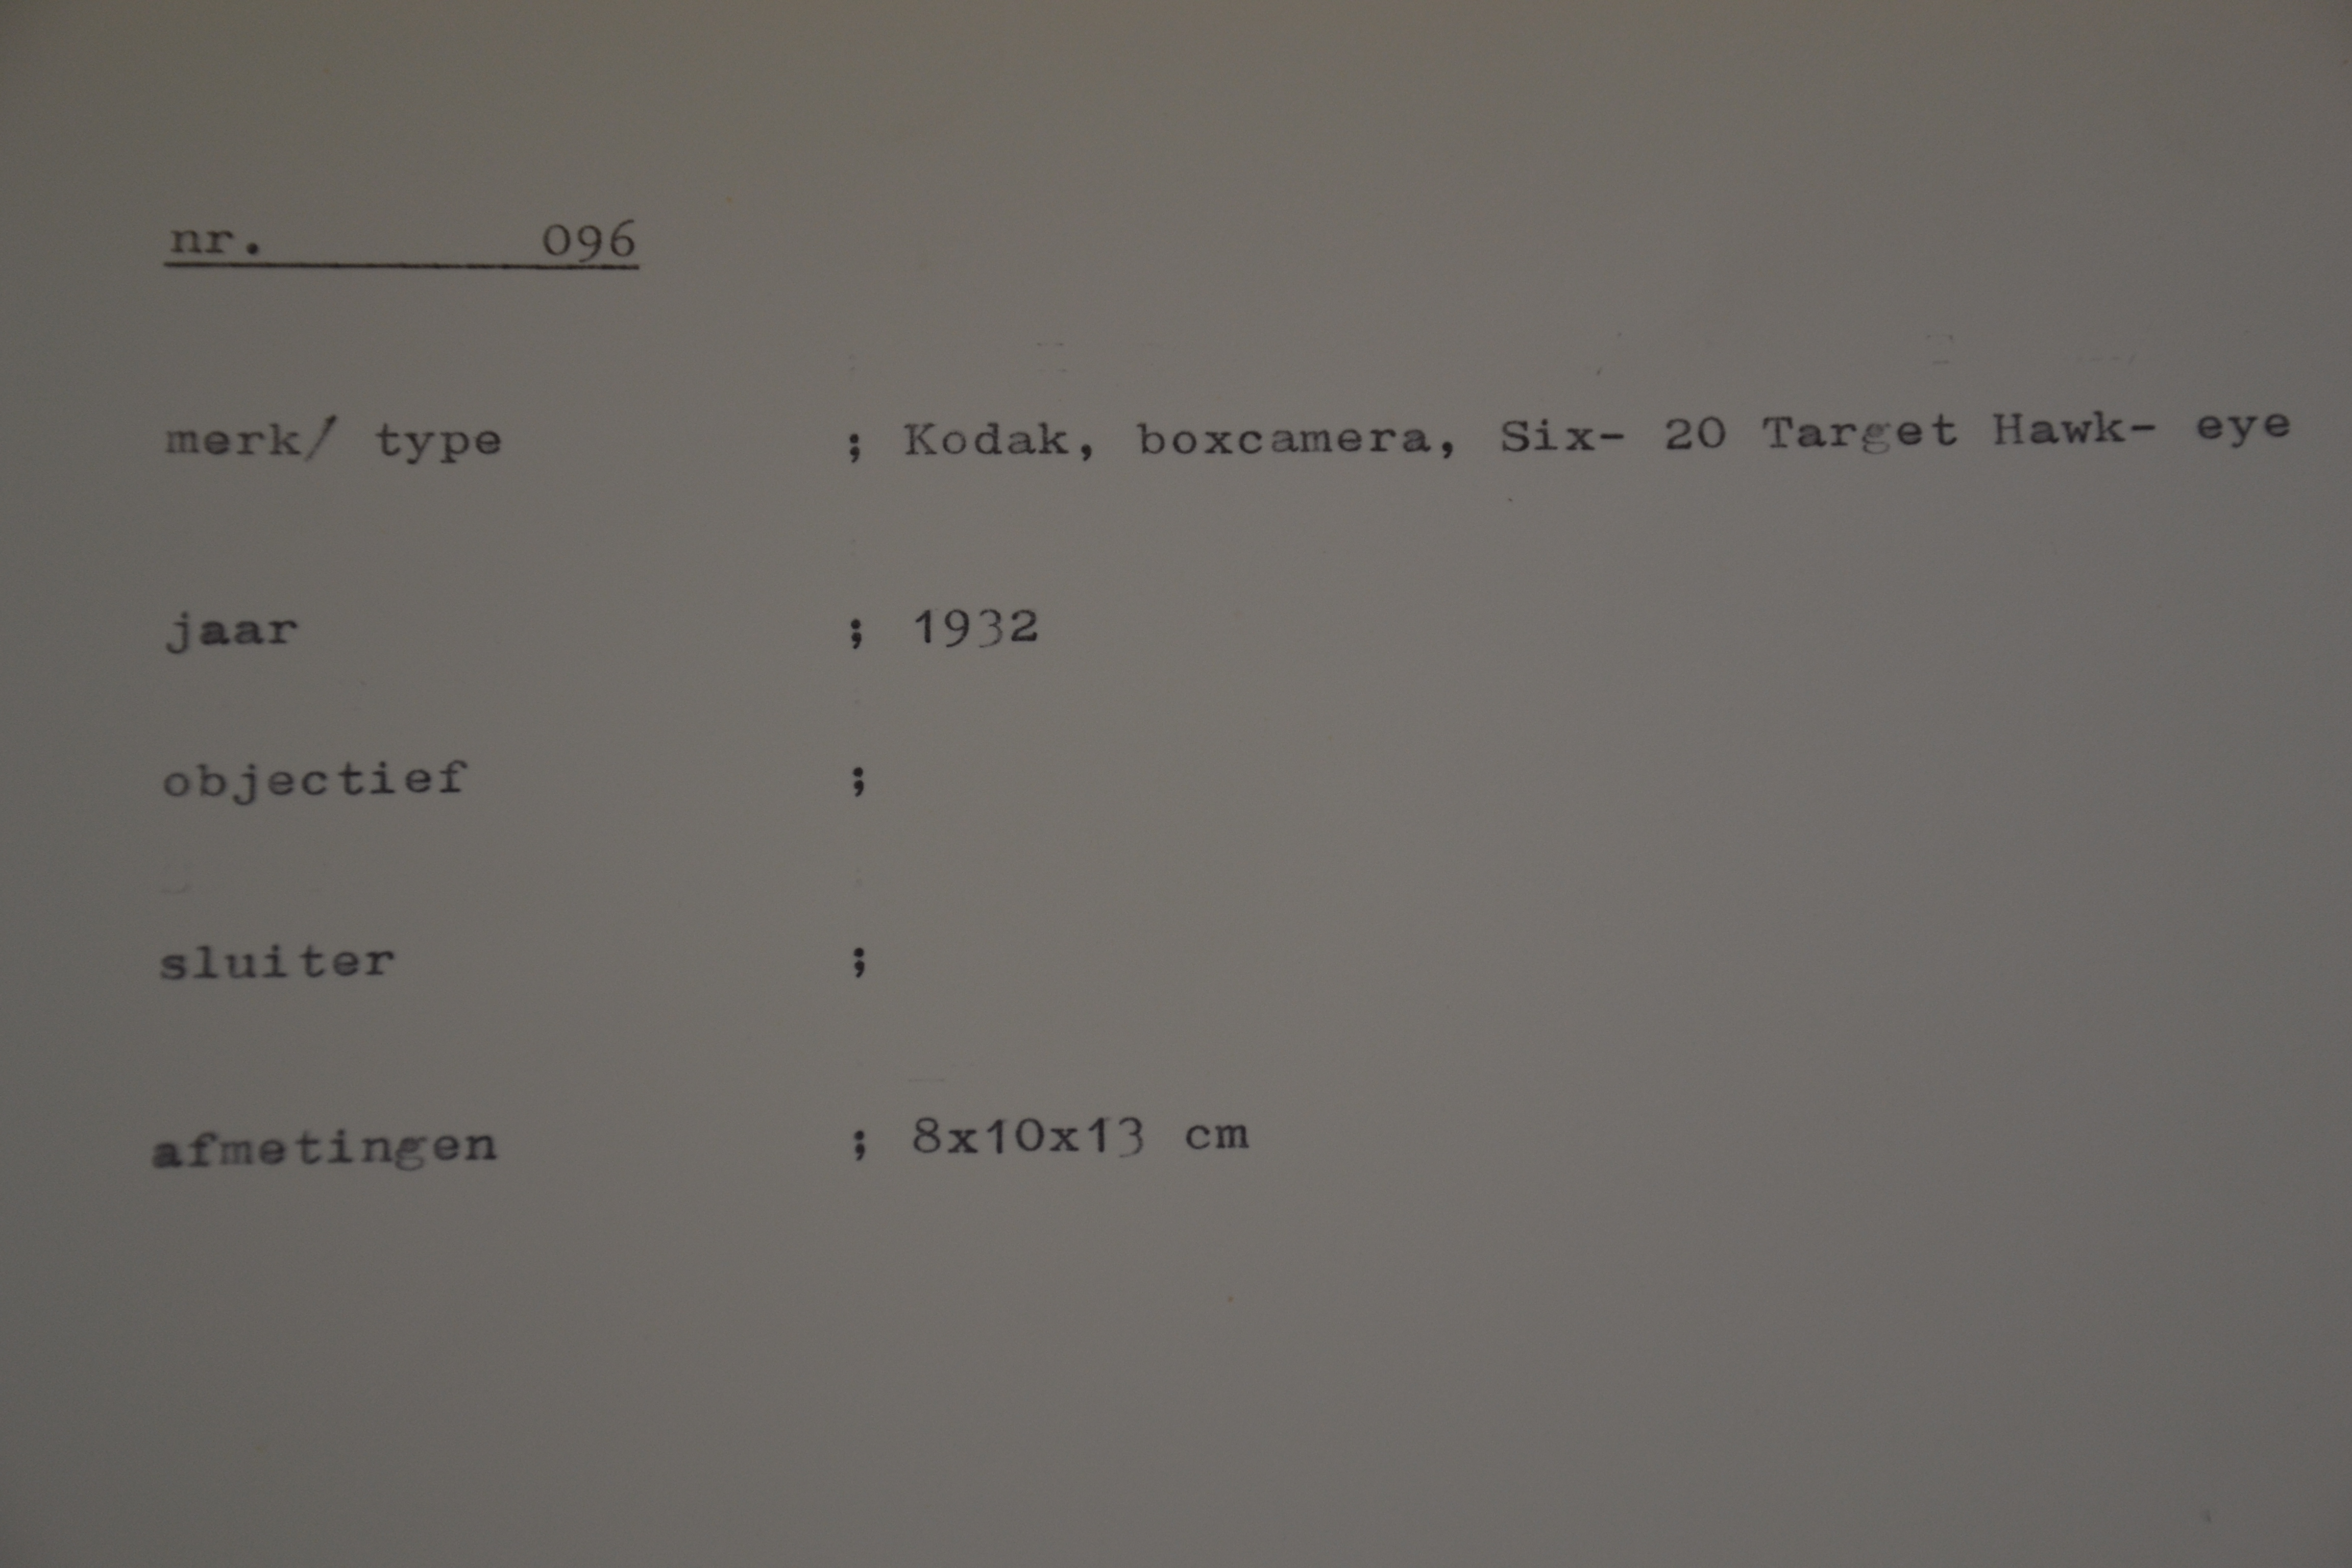 nr. 096
merk/ type ; Kodak, boxcamera, Six- 20 Target Hawk- eye
jaar ; 1932
objectief ;
sluiter ;
afmetingen ; 8x10x13 cm